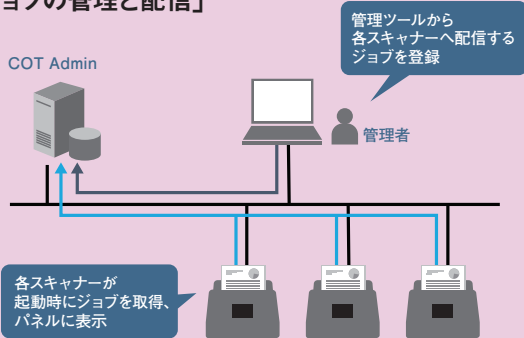 ョブの管理と配信」
管理ツールから
各スキャナーへ配信する
ジョブを登録
COT Admin
管理者
各スキャナーが
起動時にジョブを取得、
パネルに表示